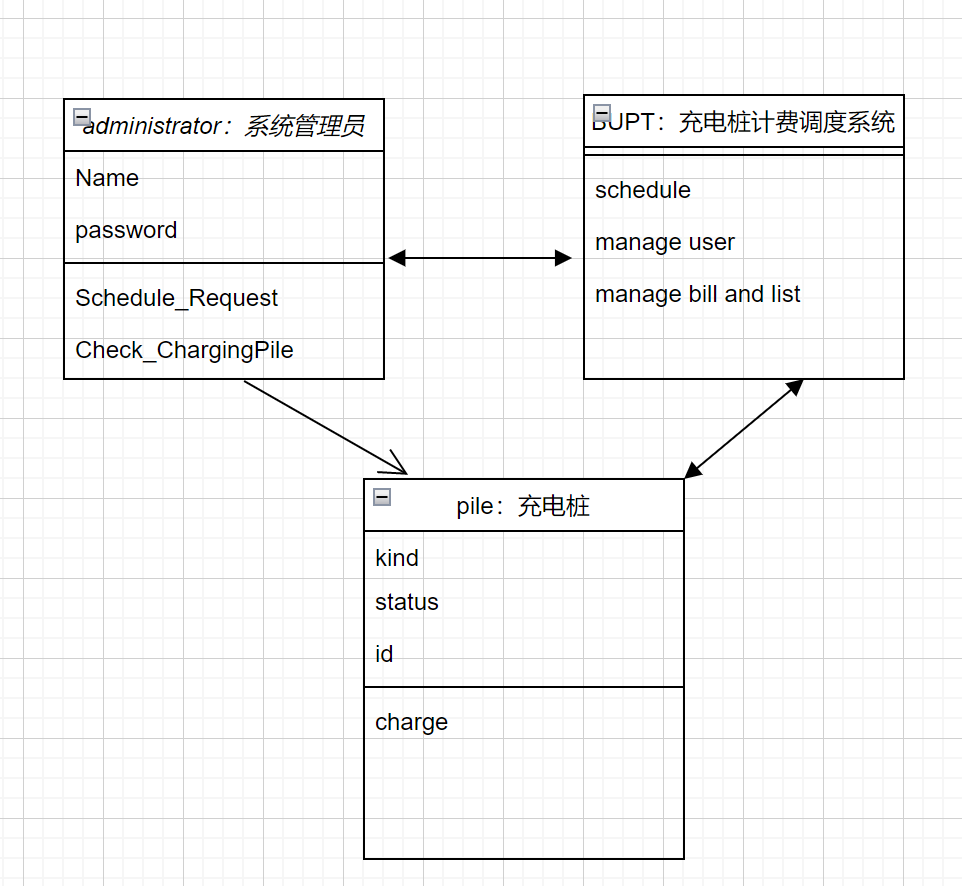 administrator：系统管理员
Name
password
Schedule_Request
Check_ChargingPile
BUPT：充电桩计费调度系统
schedule
manage user
manage bill and list
pile：充电桩
kind
status
id
charge